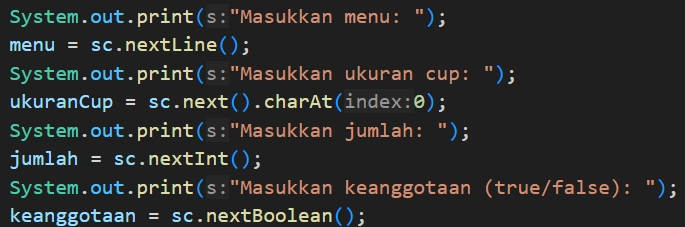 System.out.print(s:"Masukkan menu: ");
menu = sc.nextLine();
System.out.print(s:"Masukkan ukuran cup: ");
ukuranCup = sc.next().charAt(index:0);
System.out.print(s:"Masukkan jumlah: ");
jumlah = sc.nextInt();
System.out.print(s:"Masukkan keanggotaan (true/false): ");
keanggotaan = sc.nextBoolean();